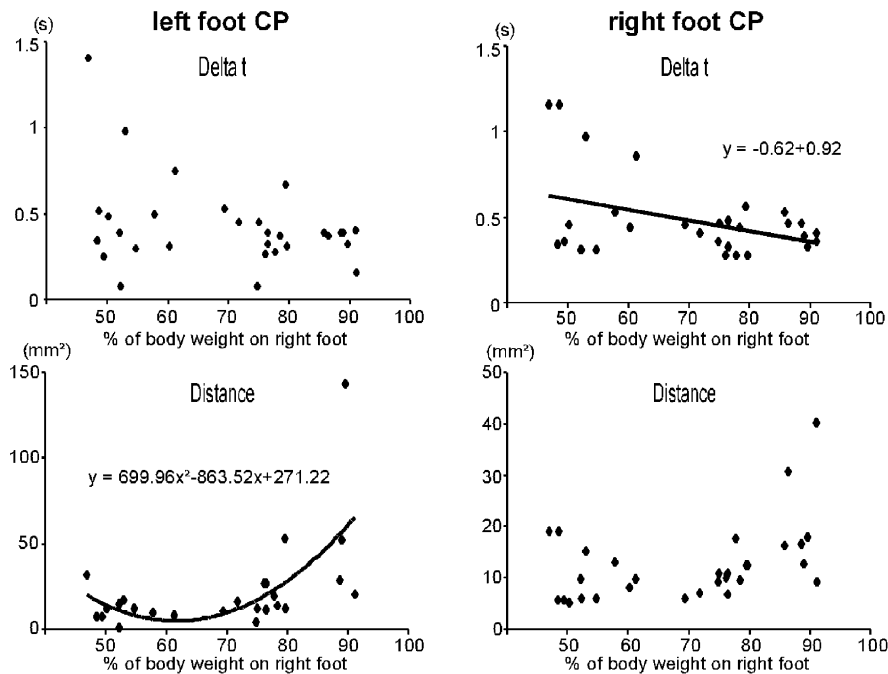 left foot CP
(s)
Delta t
1.5
1
0.5
0
50 60 70 80 90 100
% of body weight on right foot
right foot CP
(s)
Delta t
1.5
1
0.5
0
y = -0.62+0.92
50 60 70 80 90 100
% of body weight on right foot
(mm²)
Distance
150
100
50
0
y = 699.96x²-863.52x+271.22
50 60 70 80 90 100
% of body weight on right foot
(mm²)
Distance
50
40
30
20
10
0
50 60 70 80 90 100
% of body weight on right foot